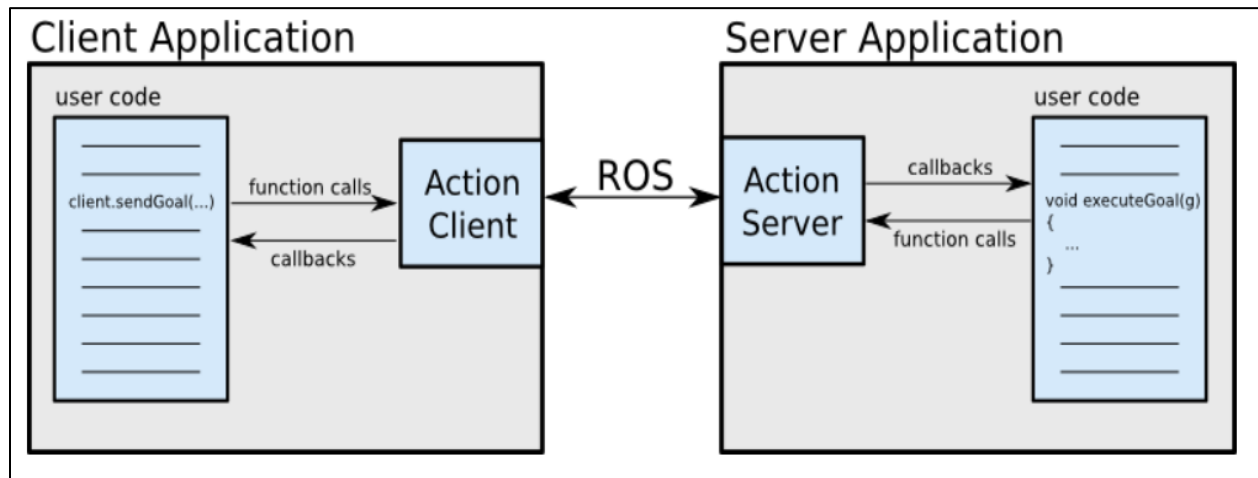 Client Application
user code
client.sendGoal(...)
function calls
callbacks
Action
Client
ROS
Server Application
Action
Server
callbacks
function calls
user code
void executeGoal(g)
{
...
}